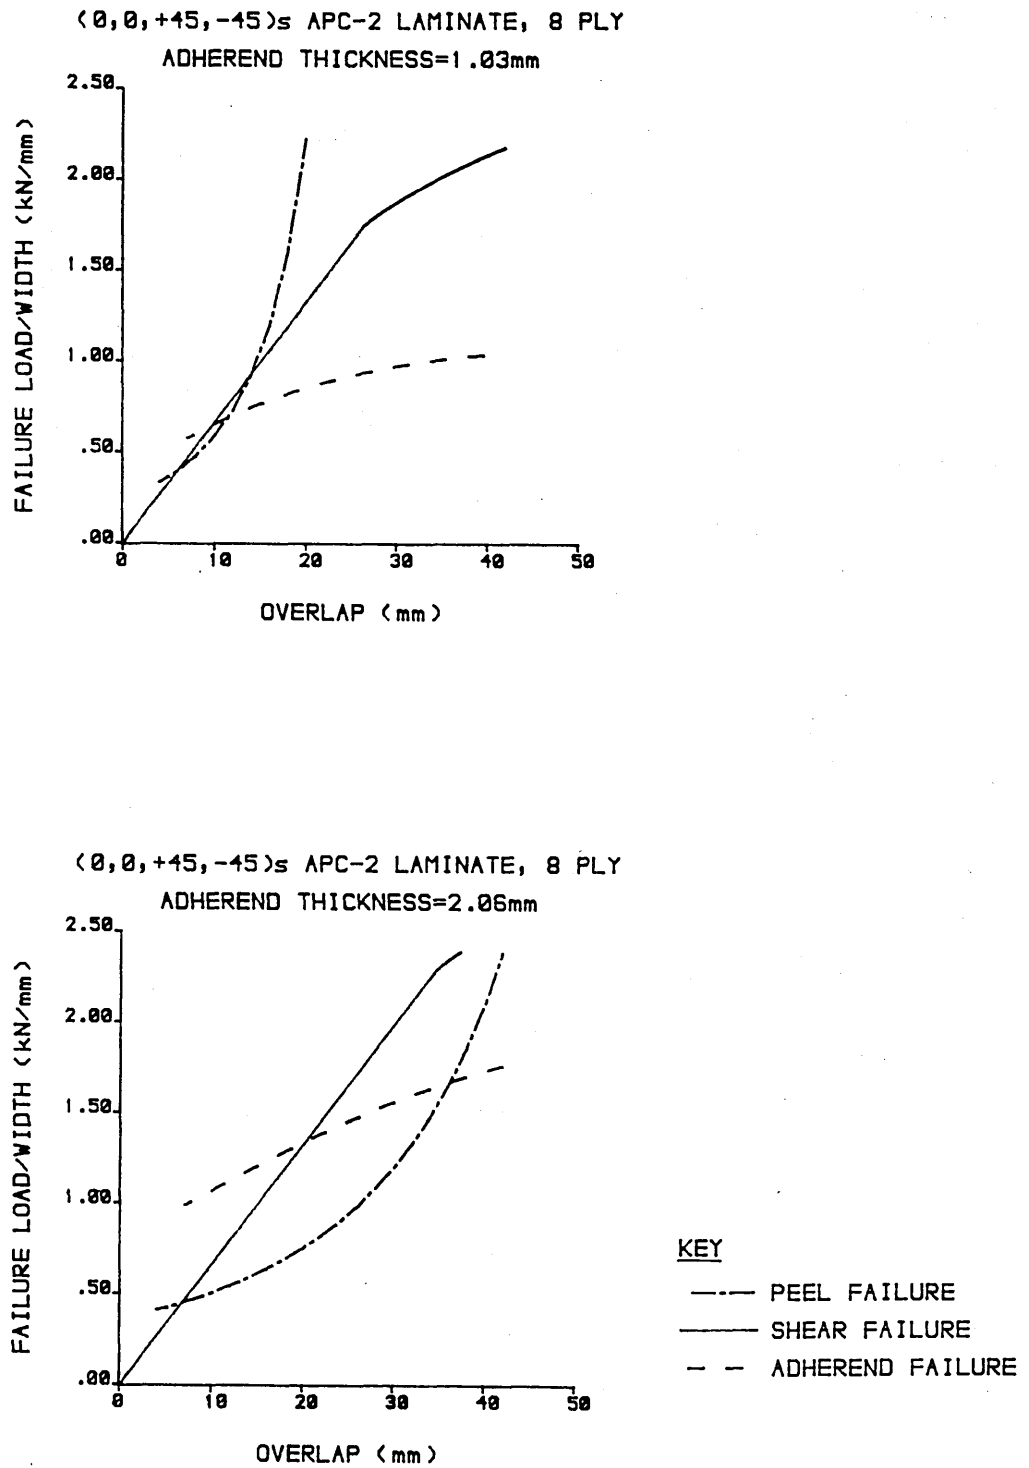 (0,0,+45,-45)s APC-2 LAMINATE, 8 PLY
ADHEREND THICKNESS=1.03mm
FAILURE LOAD/WIDTH (kN/mm)
2.50
2.00
1.50
1.00
.50
.00
0 10 20 30 40 50
OVERLAP (mm)
(0,0,+45,-45)s APC-2 LAMINATE, 8 PLY
ADHEREND THICKNESS=2.06mm
FAILURE LOAD/WIDTH (kN/mm)
2.50
2.00
1.50
1.00
.50
.00
0 10 20 30 40 50
OVERLAP (mm)
KEY
PEEL FAILURE
SHEAR FAILURE
ADHEREND FAILURE